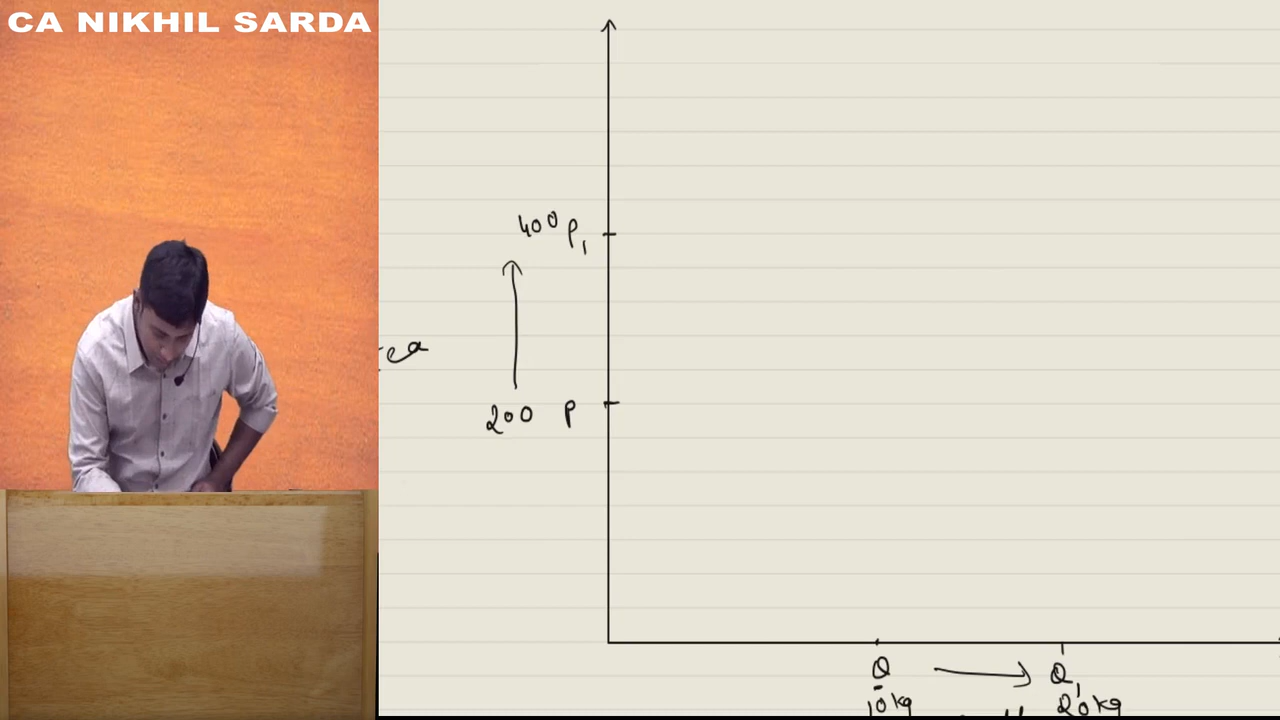 CA NIKHIL SARDA
400 P1
200 P
Q → Q1
10kg 20kg